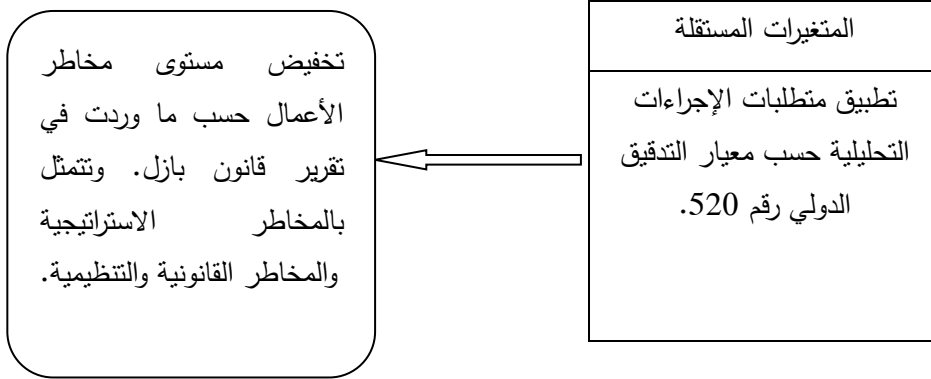 المتغيرات المستقلة
تطبيق متطلبات الإجراءات
التحليلية حسب معيار التدقيق
الدولي رقم 520.
تخفيض مستوى مخاطر
الأعمال حسب ما وردت في
تقرير قانون بازل. وتتمثل
بالمخاطر الاستراتيجية
والمخاطر القانونية والتنظيمية.